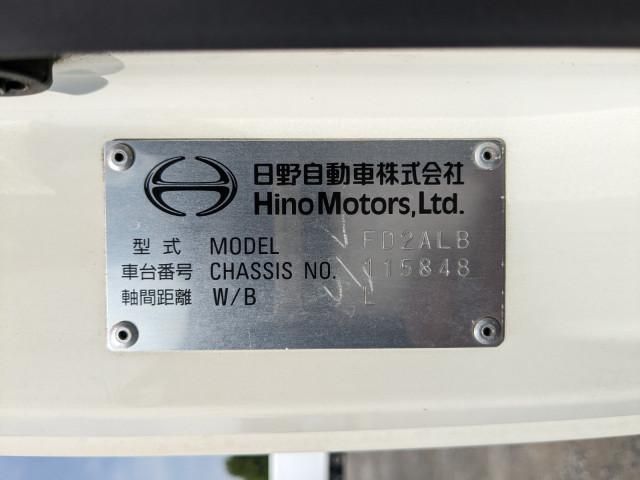 日野自動車株式会社
Hino Motors, Ltd.
型式 MODEL FD2ALB
車台番号 CHASSIS NO. 115848
軸間距離 W/B L